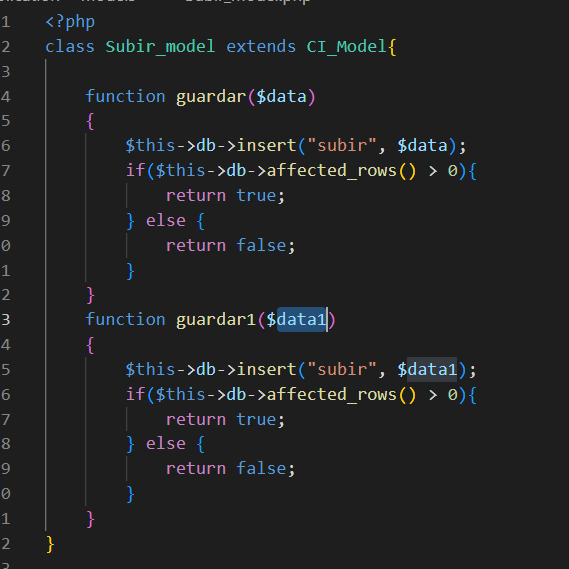 Subir_model.php
1 <?php
2 class Subir_model extends CI_Model{
3
4 function guardar($data)
5 {
6 $this->db->insert("subir", $data);
7 if($this->db->affected_rows() > 0){
8 return true;
9 } else {
0 return false;
1 }
2 }
3 function guardar1($data1)
4 {
5 $this->db->insert("subir", $data1);
6 if($this->db->affected_rows() > 0){
7 return true;
8 } else {
9 return false;
0 }
1 }
2 }
3